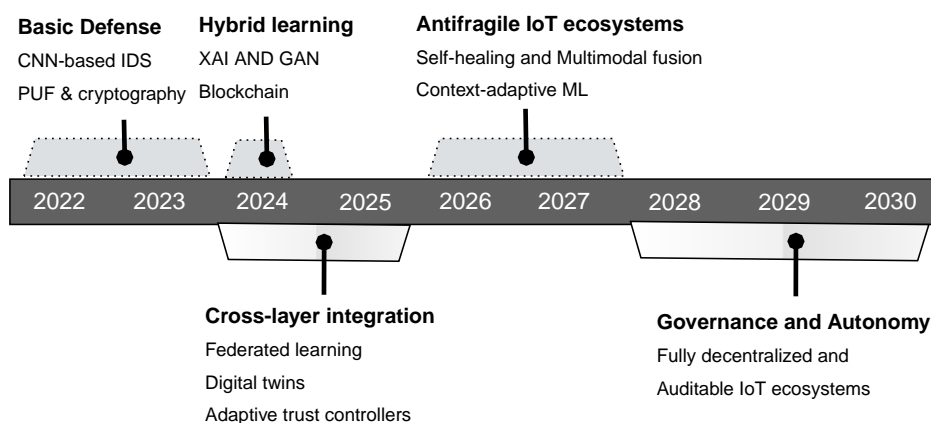 Basic Defense
CNN-based IDS
PUF & cryptography
Hybrid learning
XAI AND GAN
Blockchain
Antifragile IoT ecosystems
Self-healing and Multimodal fusion
Context-adaptive ML
2022 2023 2024 2025 2026 2027 2028 2029 2030
Cross-layer integration
Federated learning
Digital twins
Adaptive trust controllers
Governance and Autonomy
Fully decentralized and
Auditable IoT ecosystems